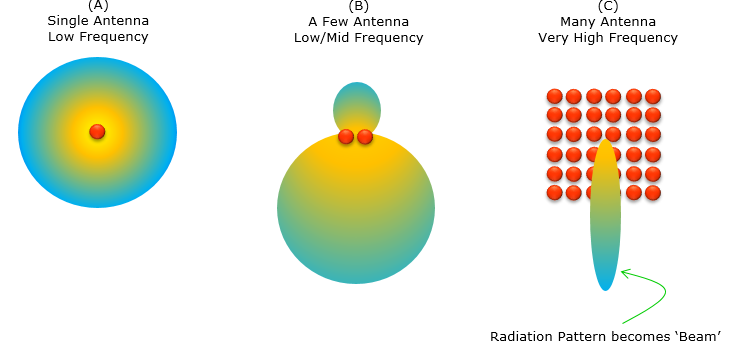 (A)
Single Antenna
Low Frequency
(B)
A Few Antenna
Low/Mid Frequency
(C)
Many Antenna
Very High Frequency
Radiation Pattern becomes ‘Beam’